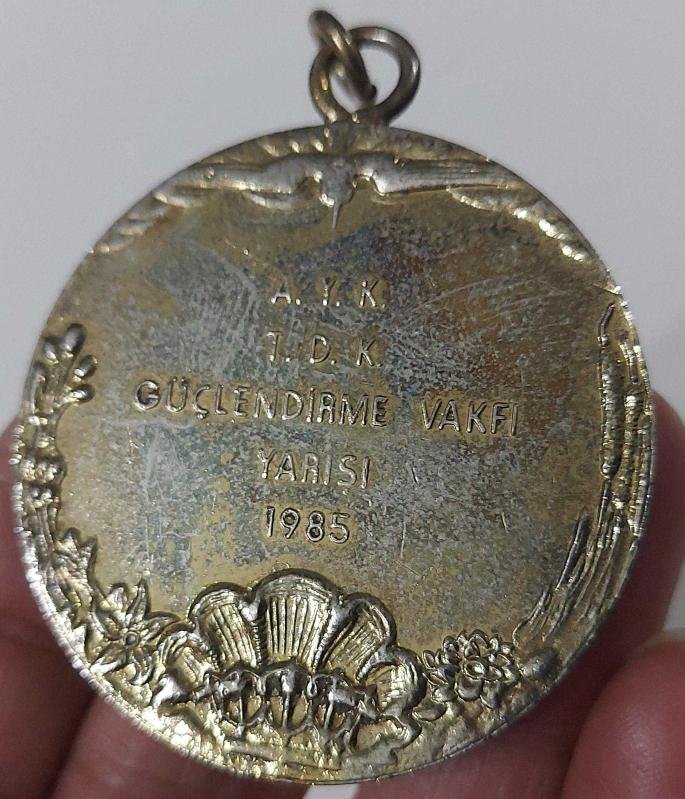 A. Y. K.
T. D. K.
GÜÇLENDİRME VAKFI
YARIŞI
1985